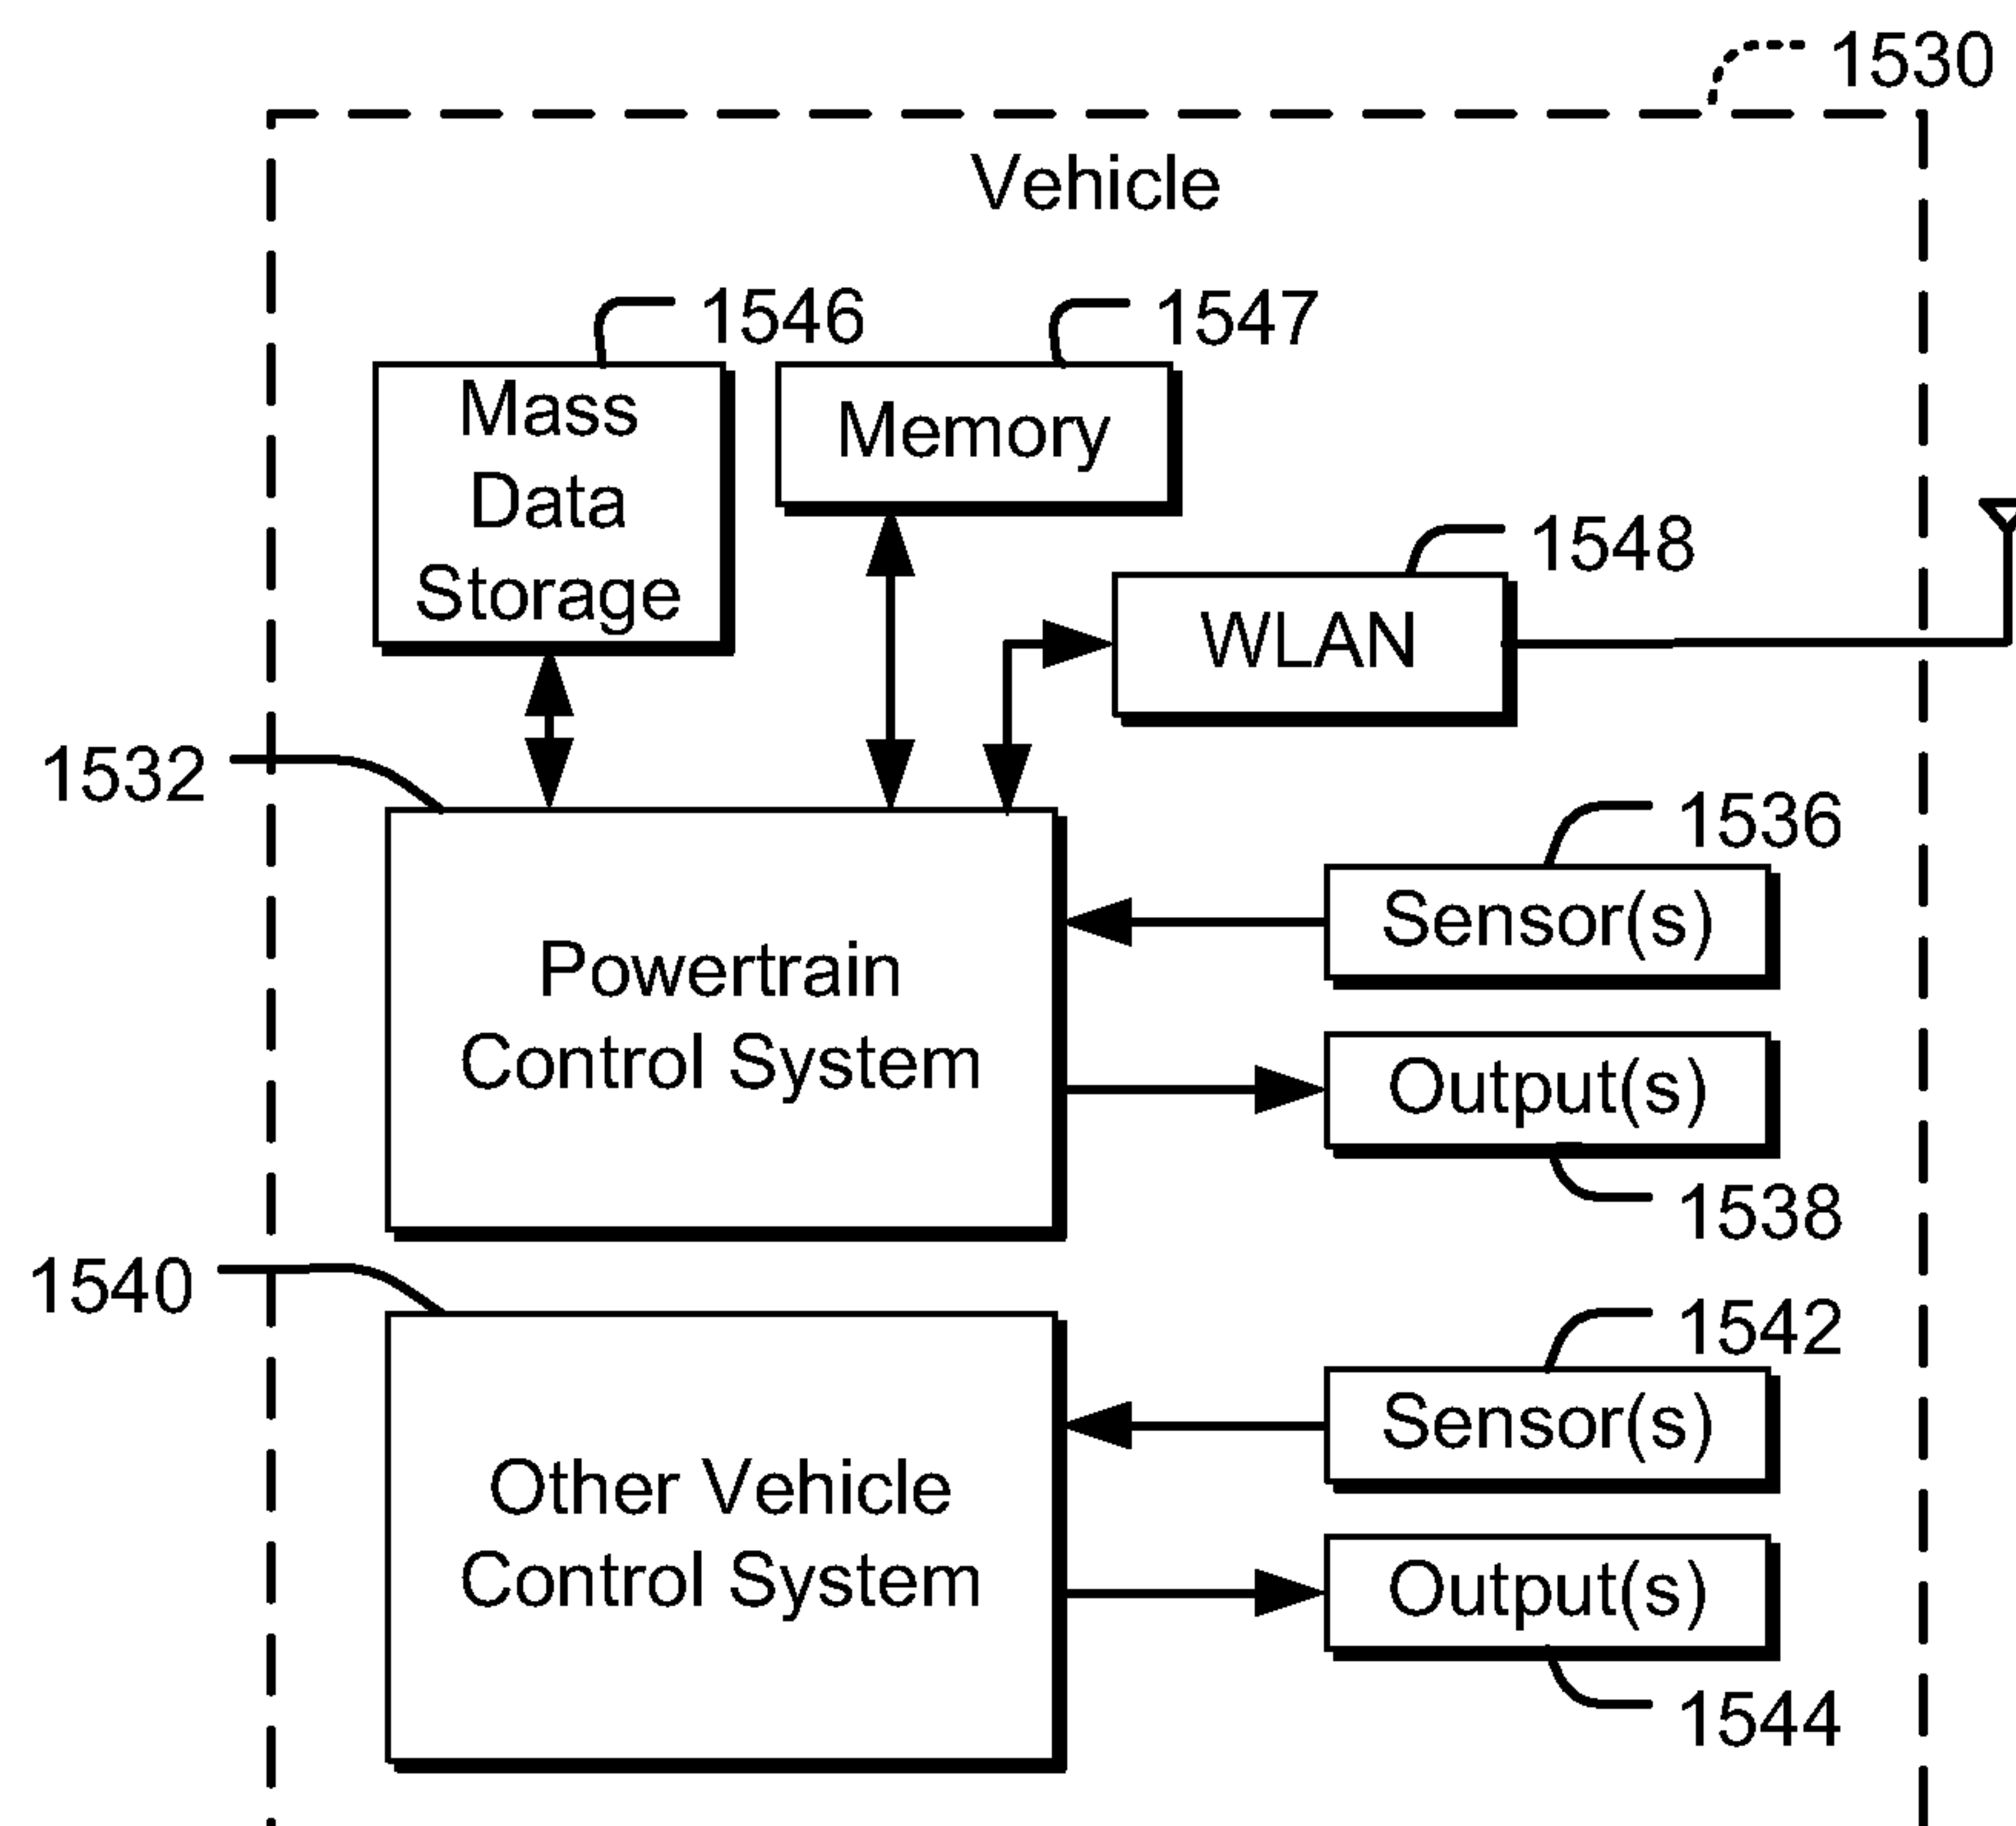 1530
Vehicle
1546
1547
Mass
Data
Storage
Memory
1548
WLAN
1532
1536
Sensor(s)
Powertrain
Control System
Output(s)
1538
1540
1542
Sensor(s)
Other Vehicle
Control System
Output(s)
1544